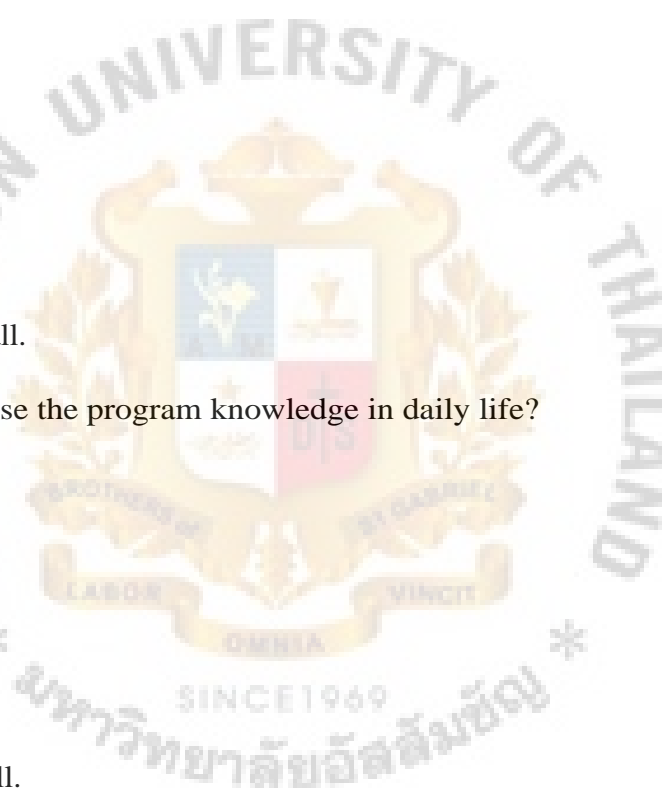 UNIVERSITY OF THAILAND
ll.
se the program knowledge in daily life?
A M
D S
BROTHERS of
ST GABRIEL
LABOR
VINCIT
OMNIA
SINCE1969
* มหาวิทยาลัยอัสสัมชัญ *
ll.